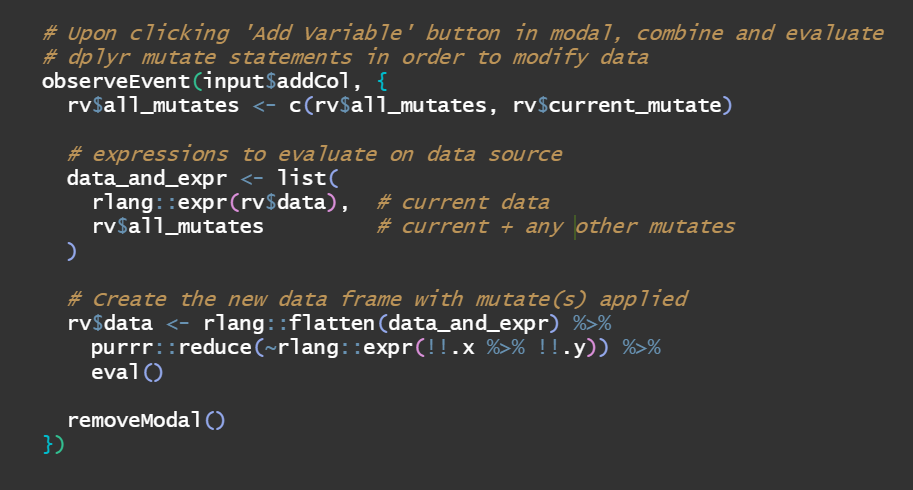 # Upon clicking 'Add Variable' button in modal, combine and evaluate
# dplyr mutate statements in order to modify data
observeEvent(input$addCol, {
  rv$all_mutates <- c(rv$all_mutates, rv$current_mutate)

  # expressions to evaluate on data source
  data_and_expr <- list(
    rlang::expr(rv$data),  # current data
    rv$all_mutates         # current + any other mutates
  )

  # Create the new data frame with mutate(s) applied
  rv$data <- rlang::flatten(data_and_expr) %>%
    purrr::reduce(~rlang::expr(!!.x %>% !!.y)) %>%
    eval()

  removeModal()
})